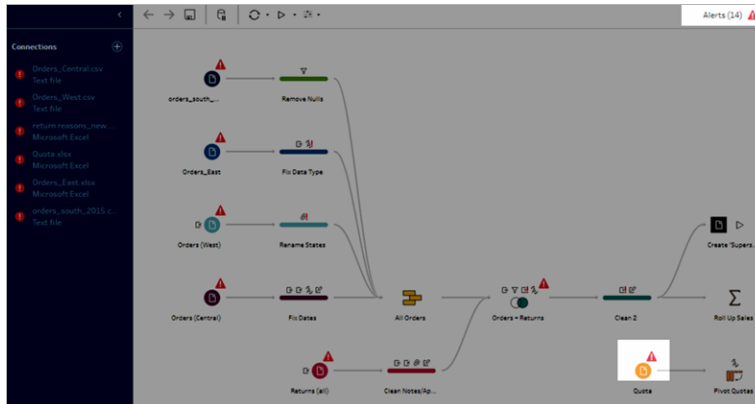 Alerts (14)
Connections
Orders_Central.csv
Text file
Orders_West.csv
Text file
return reasons_new...
Microsoft Excel
Quota.xlsx
Microsoft Excel
Orders_East.xlsx
Microsoft Excel
orders_south_2015.c...
Text file
orders_south_...
Remove Nulls
Orders_East
Fix Data Type
Orders (West)
Rename States
Create 'Supers...
Orders (Central)
Fix Dates
All Orders
Orders + Returns
Clean 2
Roll Up Sales
Returns (all)
Clean Notes/Ap...
Quota
Pivot Quotas